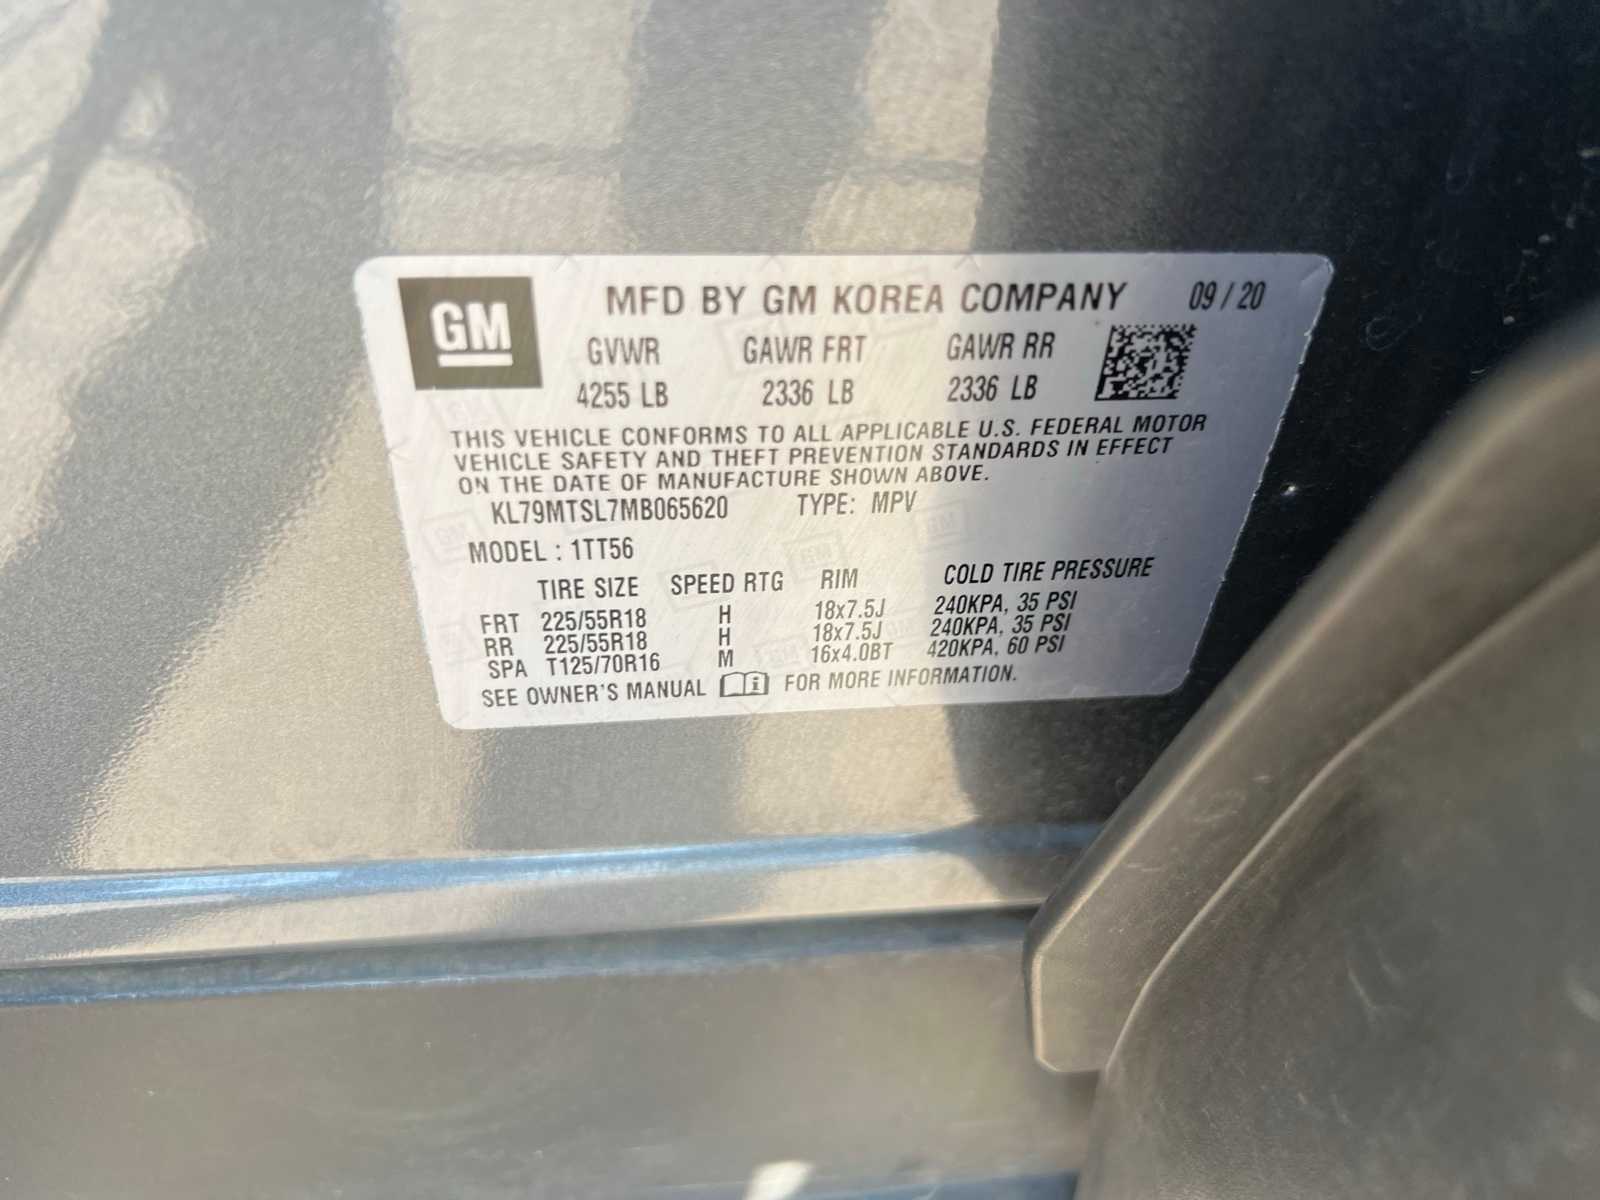 GM
MFD BY GM KOREA COMPANY 09 / 20
GVWR GAWR FRT GAWR RR
4255 LB 2336 LB 2336 LB
THIS VEHICLE CONFORMS TO ALL APPLICABLE U.S. FEDERAL MOTOR
VEHICLE SAFETY AND THEFT PREVENTION STANDARDS IN EFFECT
ON THE DATE OF MANUFACTURE SHOWN ABOVE.
KL79MTSL7MB065620 TYPE: MPV
MODEL : 1TT56
TIRE SIZE SPEED RTG RIM COLD TIRE PRESSURE
FRT 225/55R18 H 18x7.5J 240KPA, 35 PSI
RR 225/55R18 H 18x7.5J 240KPA, 35 PSI
SPA T125/70R16 M 16x4.0BT 420KPA, 60 PSI
SEE OWNER'S MANUAL FOR MORE INFORMATION.